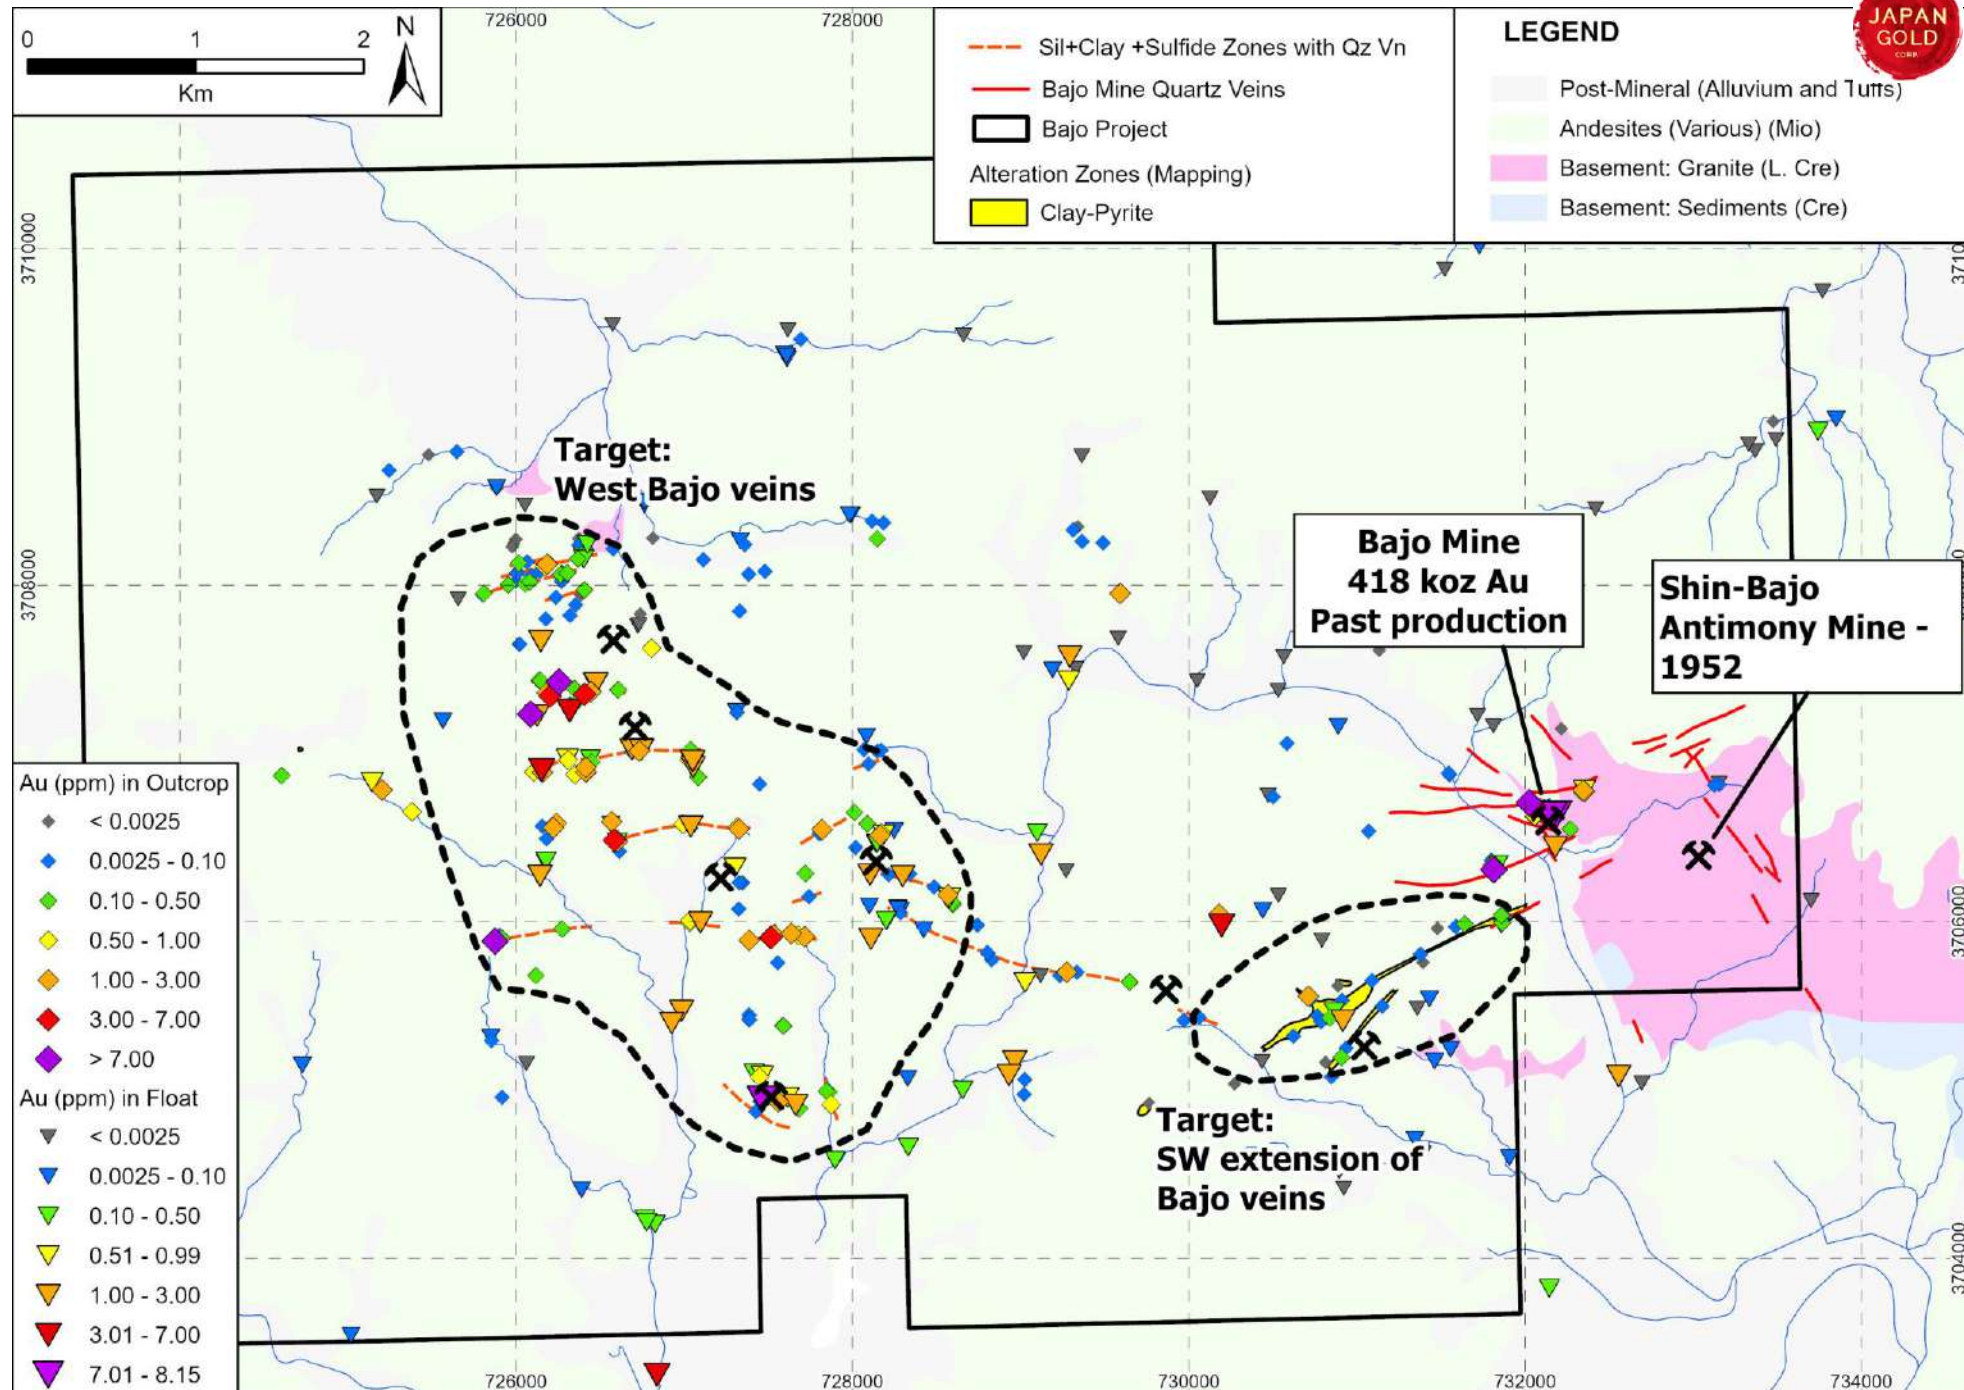 0 1 2
Km
N
726000 728000
Sil+Clay +Sulfide Zones with Qz Vn
Bajo Mine Quartz Veins
Bajo Project
Alteration Zones (Mapping)
Clay-Pyrite
LEGEND
Post-Mineral (Alluvium and Tuffs)
Andesites (Various) (Mio)
Basement: Granite (L. Cre)
Basement: Sediments (Cre)
JAPAN
GOLD
CORP.
3710000
3708000
3706000
3704000
Target:
West Bajo veins
Bajo Mine
418 koz Au
Past production
Shin-Bajo
Antimony Mine -
1952
Target:
SW extension of
Bajo veins
Au (ppm) in Outcrop
< 0.0025
0.0025 - 0.10
0.10 - 0.50
0.50 - 1.00
1.00 - 3.00
3.00 - 7.00
> 7.00
Au (ppm) in Float
< 0.0025
0.0025 - 0.10
0.10 - 0.50
0.51 - 0.99
1.00 - 3.00
3.01 - 7.00
7.01 - 8.15
726000 728000 730000 732000 734000